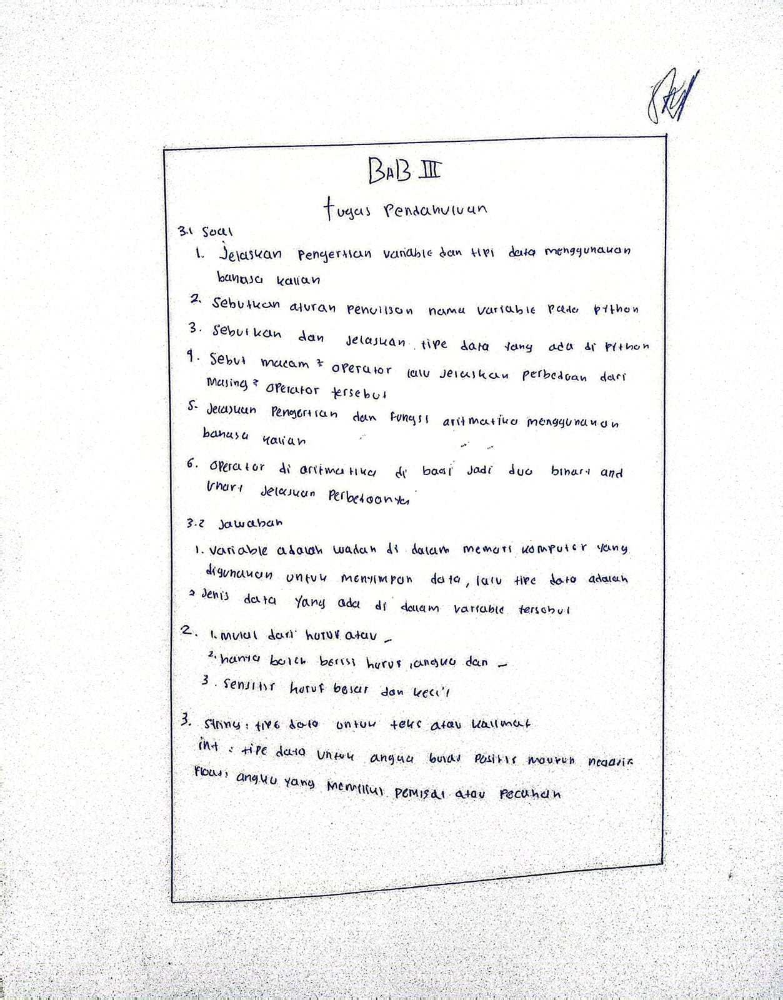 BAB III
Tugas Pendahuluan
3.1 Soal
1. Jelaskan Pengertian variable dan tipi data menggunakan
bahasa kalian
2. Sebutkan aturan penulisan nama variable pada python
3. Sebutkan dan Jelaskan tipe data yang ada di python
4. Sebut macam² operator lalu jelaskan perbedaan dari
Masing² operator tersebut
5. Jelaskan Pengertian dan fungsi aritmatika menggunakan
bahasa kalian
6. operator di aritmatika di bagi jadi dua binary and
Unary Jelaskan Perbedaanya
3.2 Jawaban
1. variable adalah wadah di dalam memori komputer yang
digunakan untuk menyimpan data, lalu tipe data adalah
Jenis data yang ada di dalam variable tersebut
2. 1. Mulai dari huruf atau _
2. hanya boleh berisi huruf, angka dan _
3. Sensitif huruf besar dan kecil
3. String: tipe data untuk teks atau kalimat
int: tipe data untuk angka bulat Positif maupun negatif
Float: angka yang memiliki pemisai atau Pecahan